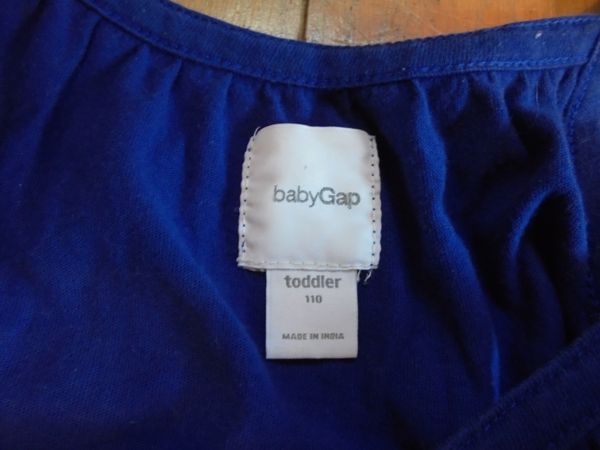 babyGap
toddler
110
MADE IN INDIA